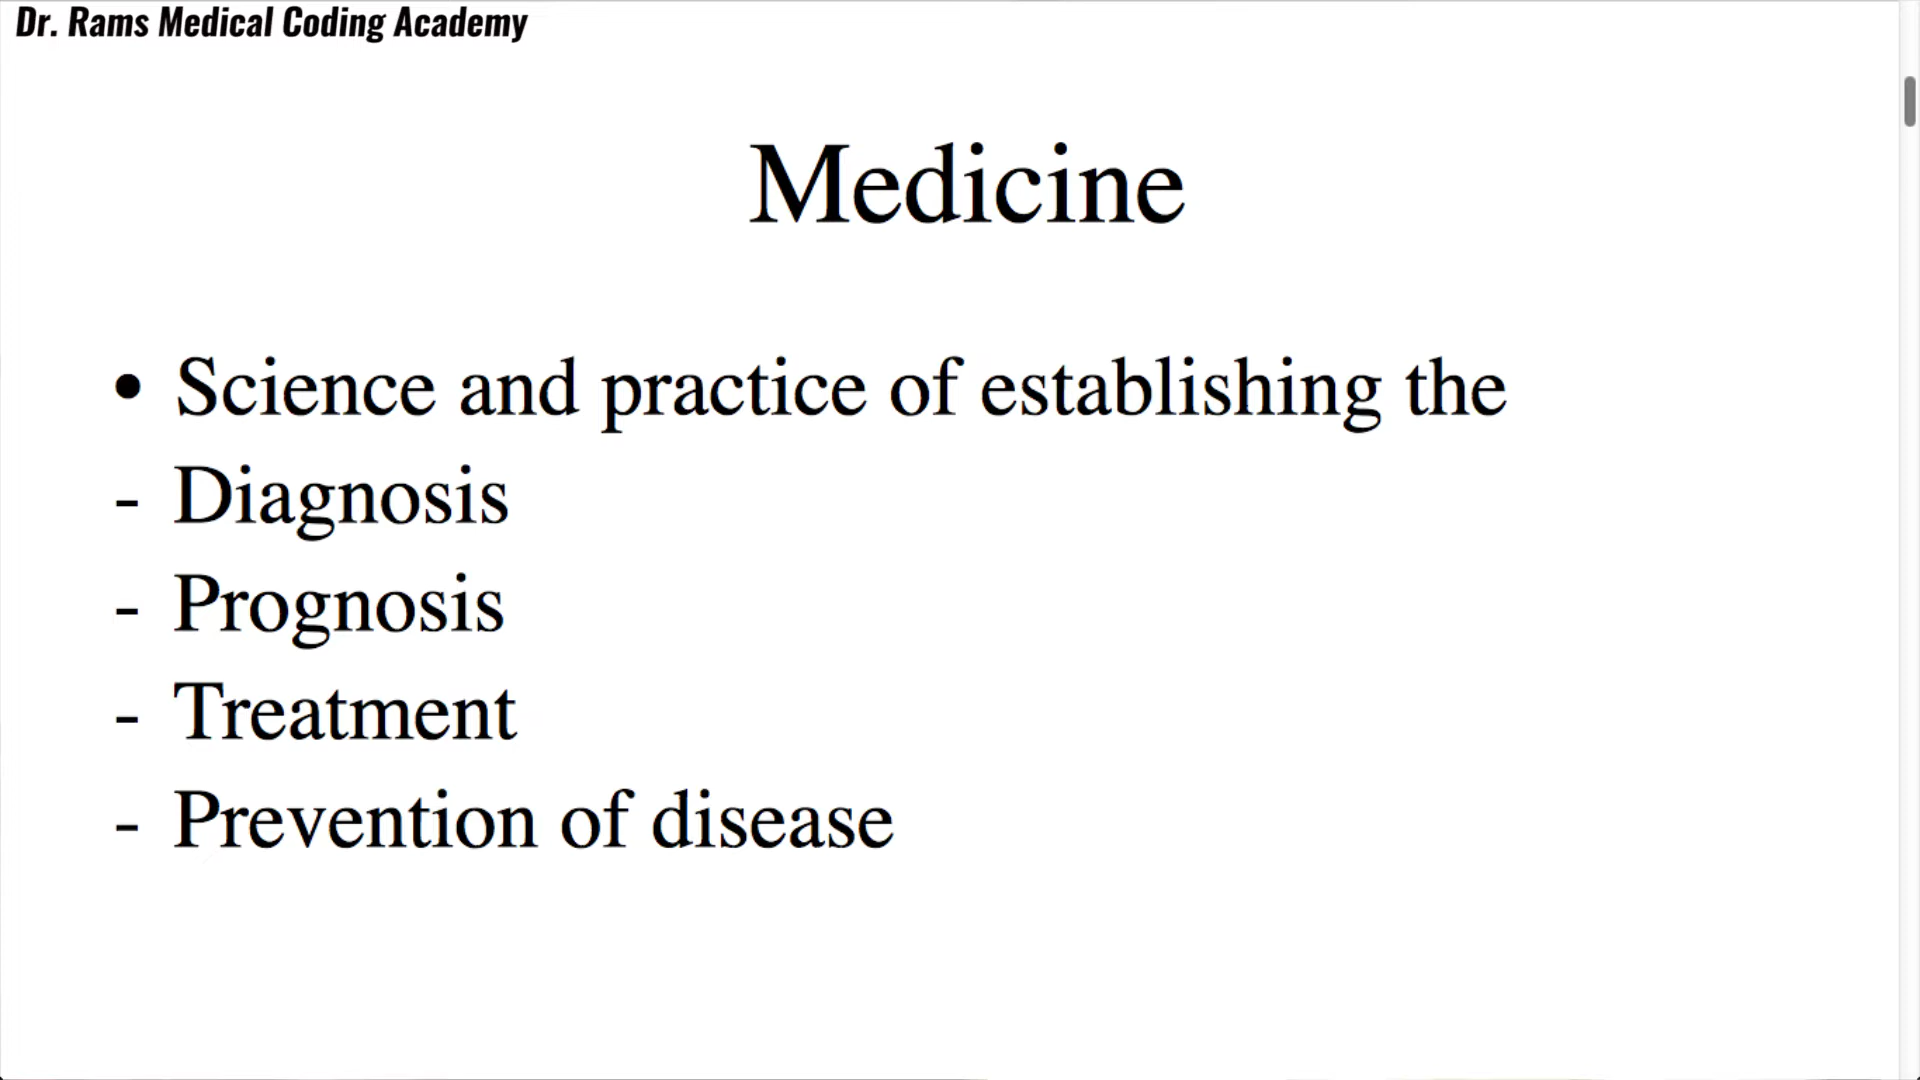 Dr. Rams Medical Coding Academy
Medicine
• Science and practice of establishing the
- Diagnosis
- Prognosis
- Treatment
- Prevention of disease